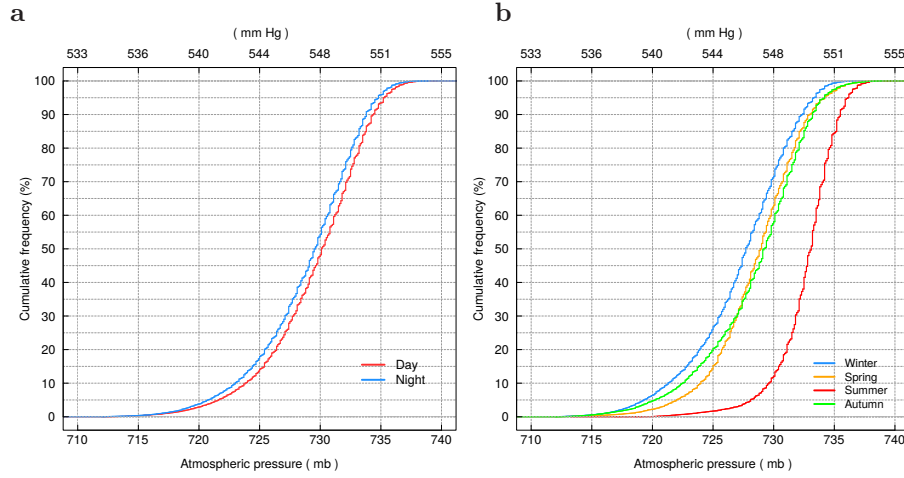 a
( mm Hg )
533 536 540 544 548 551 555
100
90
80
70
60
50
40
30
20
10
0
Cumulative frequency (%)
Day
Night
710 715 720 725 730 735 740
Atmospheric pressure ( mb )
b
( mm Hg )
533 536 540 544 548 551 555
100
90
80
70
60
50
40
30
20
10
0
Cumulative frequency (%)
Winter
Spring
Summer
Autumn
710 715 720 725 730 735 740
Atmospheric pressure ( mb )